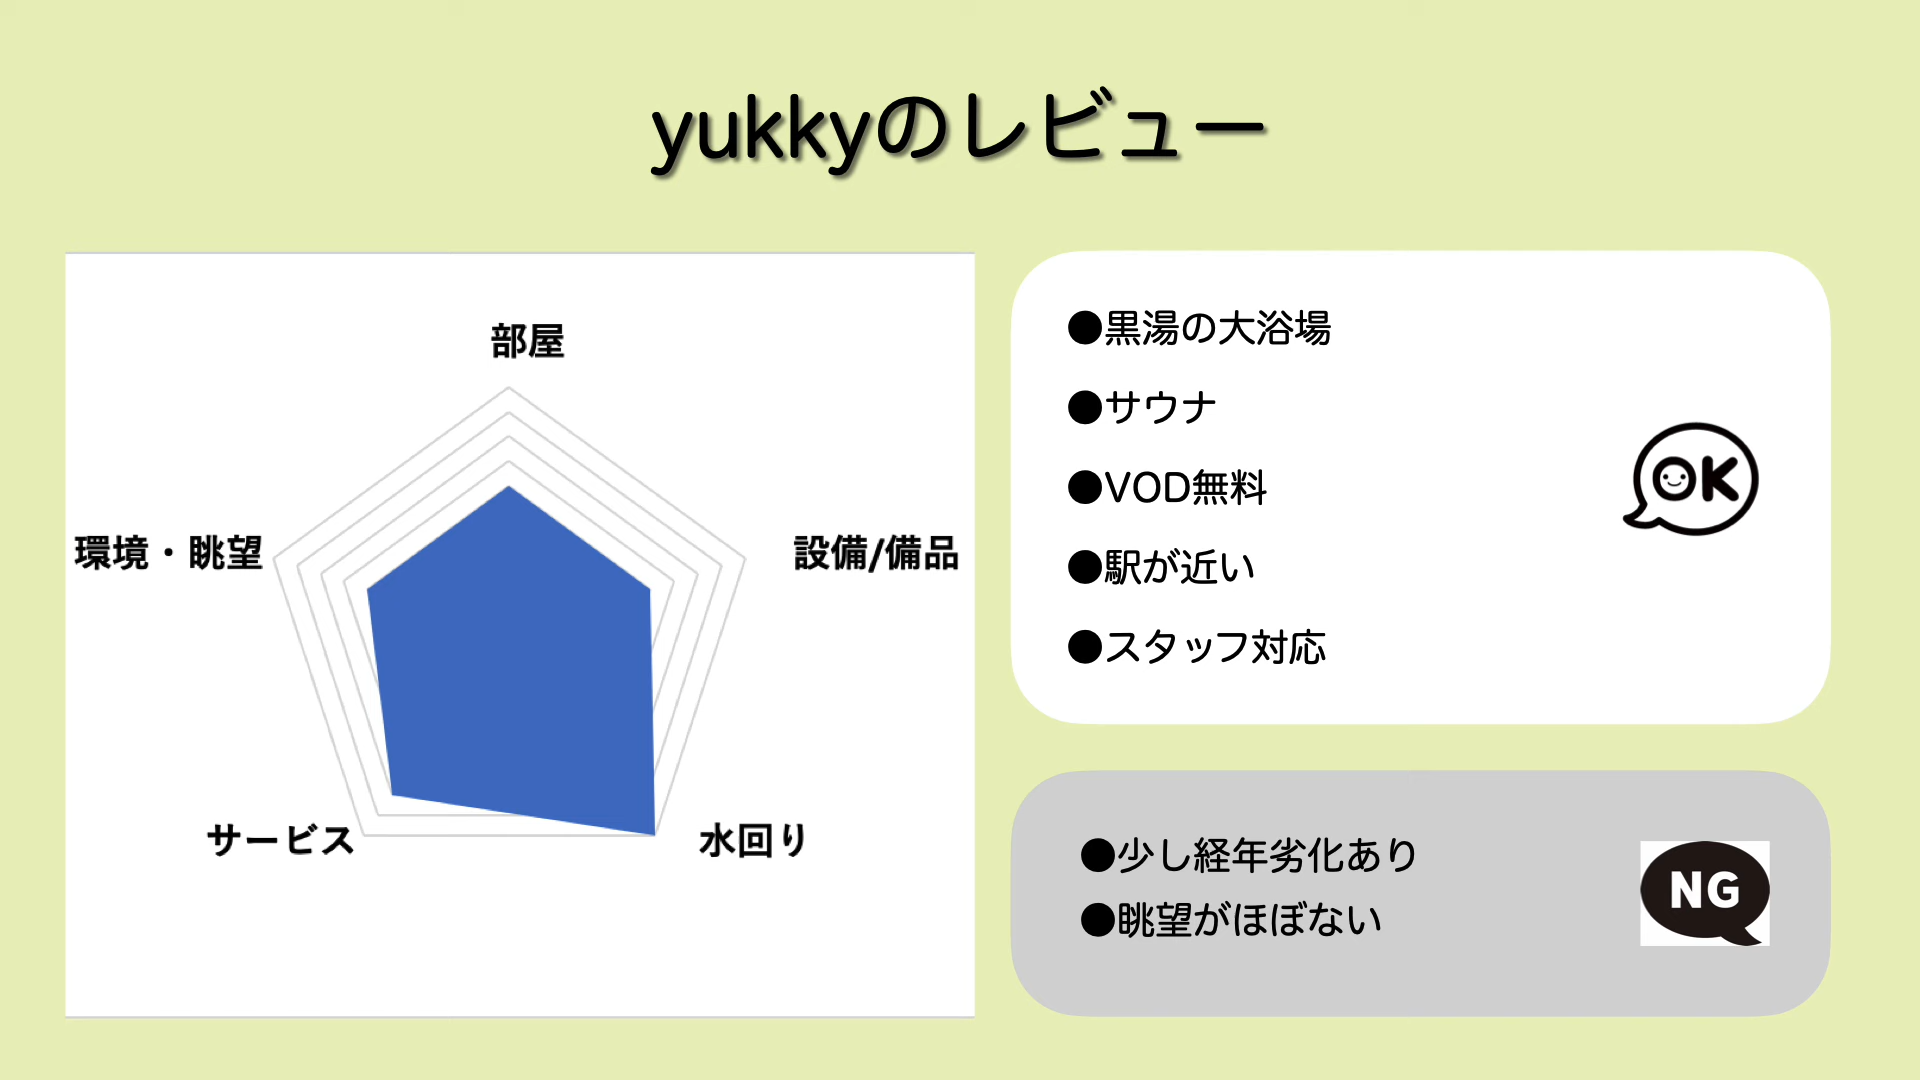 yukkyのレビュー
部屋
環境・眺望
設備/備品
サービス
水回り
●黒湯の大浴場
●サウナ
●VOD無料
●駅が近い
●スタッフ対応
OK
●少し経年劣化あり
●眺望がほぼない
NG